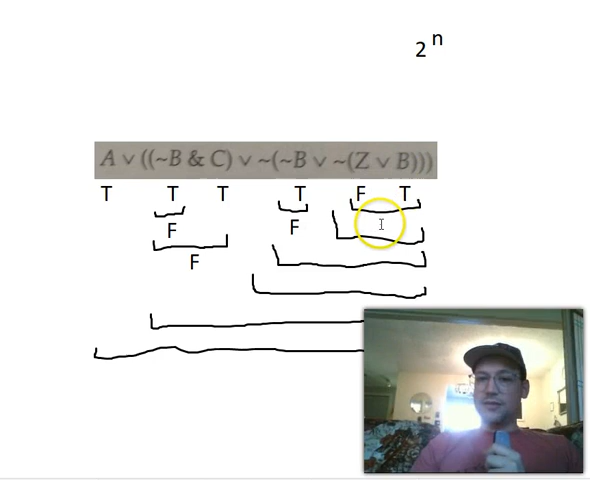 2 n
A ∨ ((~B & C) ∨ ~(~B ∨ ~(Z ∨ B)))
T T T T F T
F F
F